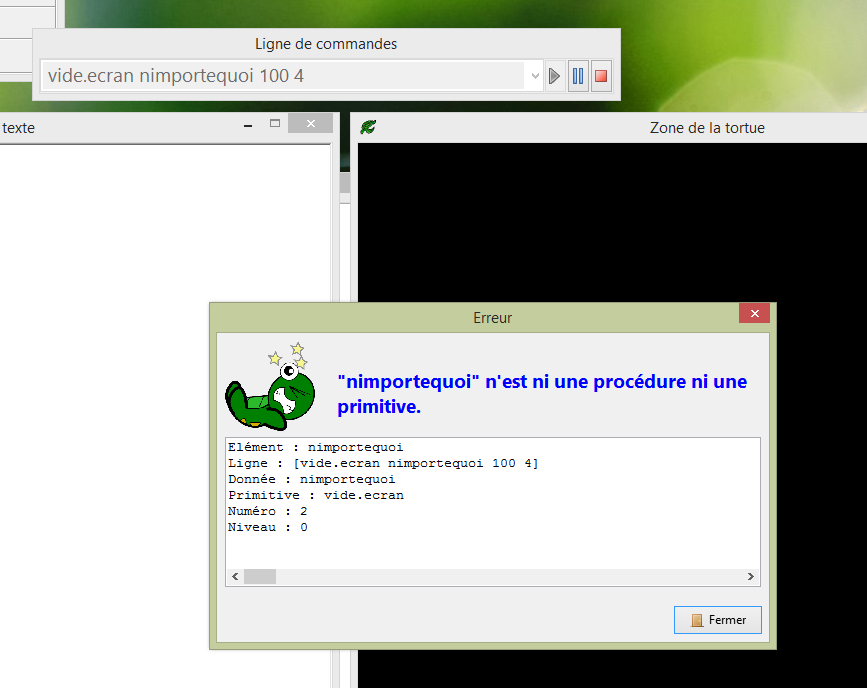 Ligne de commandes
vide.ecran nimportequoi 100 4
texte
Zone de la tortue
Erreur
"nimportequoi" n'est ni une procédure ni une
primitive.
Elément : nimportequoi
Ligne : [vide.ecran nimportequoi 100 4]
Donnée : nimportequoi
Primitive : vide.ecran
Numéro : 2
Niveau : 0
Fermer